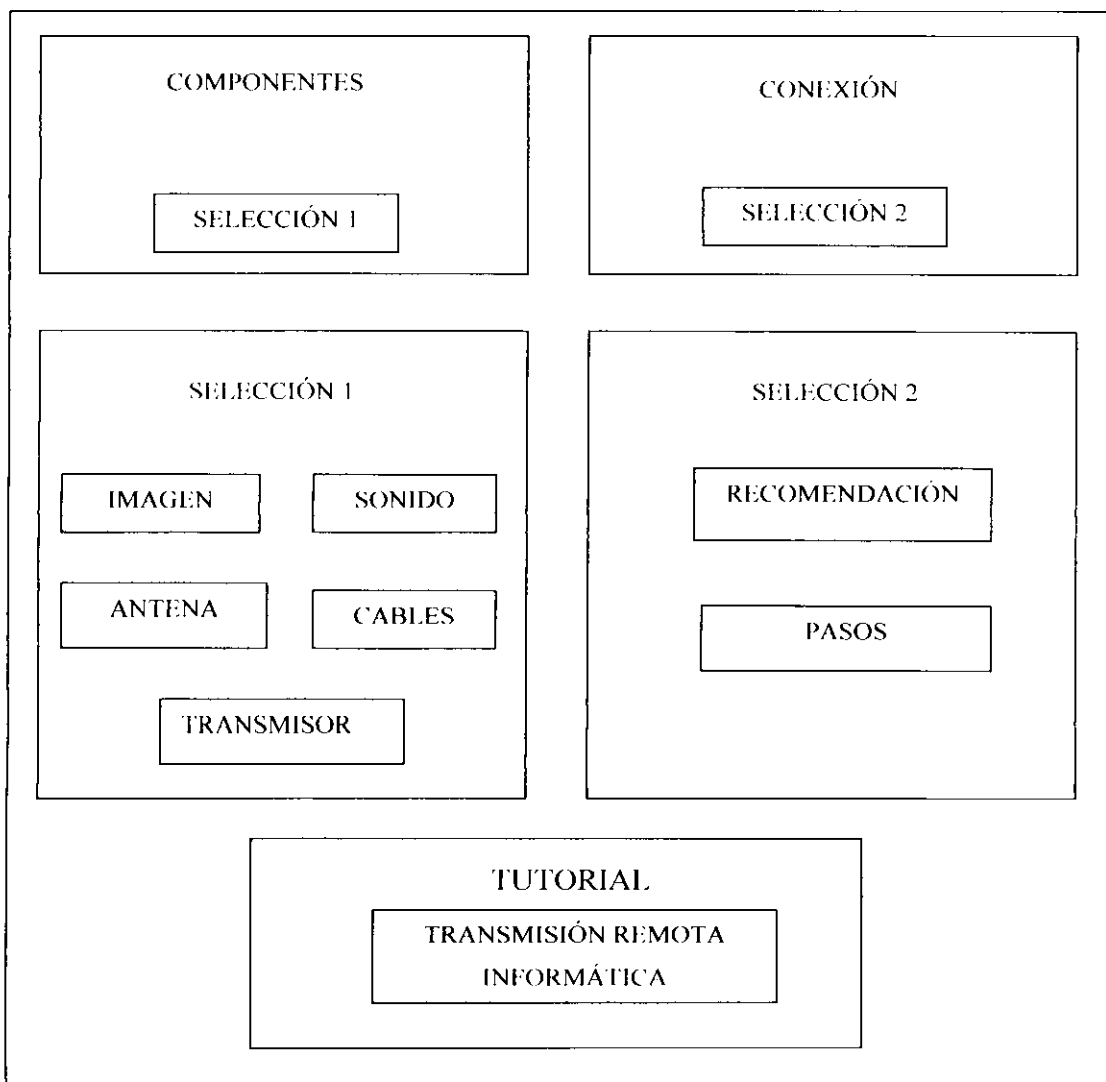 COMPONENTES
SELECCIÓN 1
CONEXIÓN
SELECCIÓN 2
SELECCIÓN 1
IMAGEN
SONIDO
ANTENA
CABLES
TRANSMISOR
SELECCIÓN 2
RECOMENDACIÓN
PASOS
TUTORIAL
TRANSMISIÓN REMOTA
INFORMÁTICA